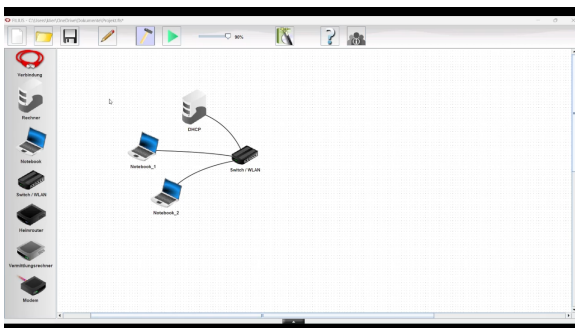 90%
Verbindung
Rechner
Notebook
Switch / WLAN
Heimrouter
Vermittlungsrechner
Modem
DHCP
Notebook_1
Switch / WLAN
Notebook_2